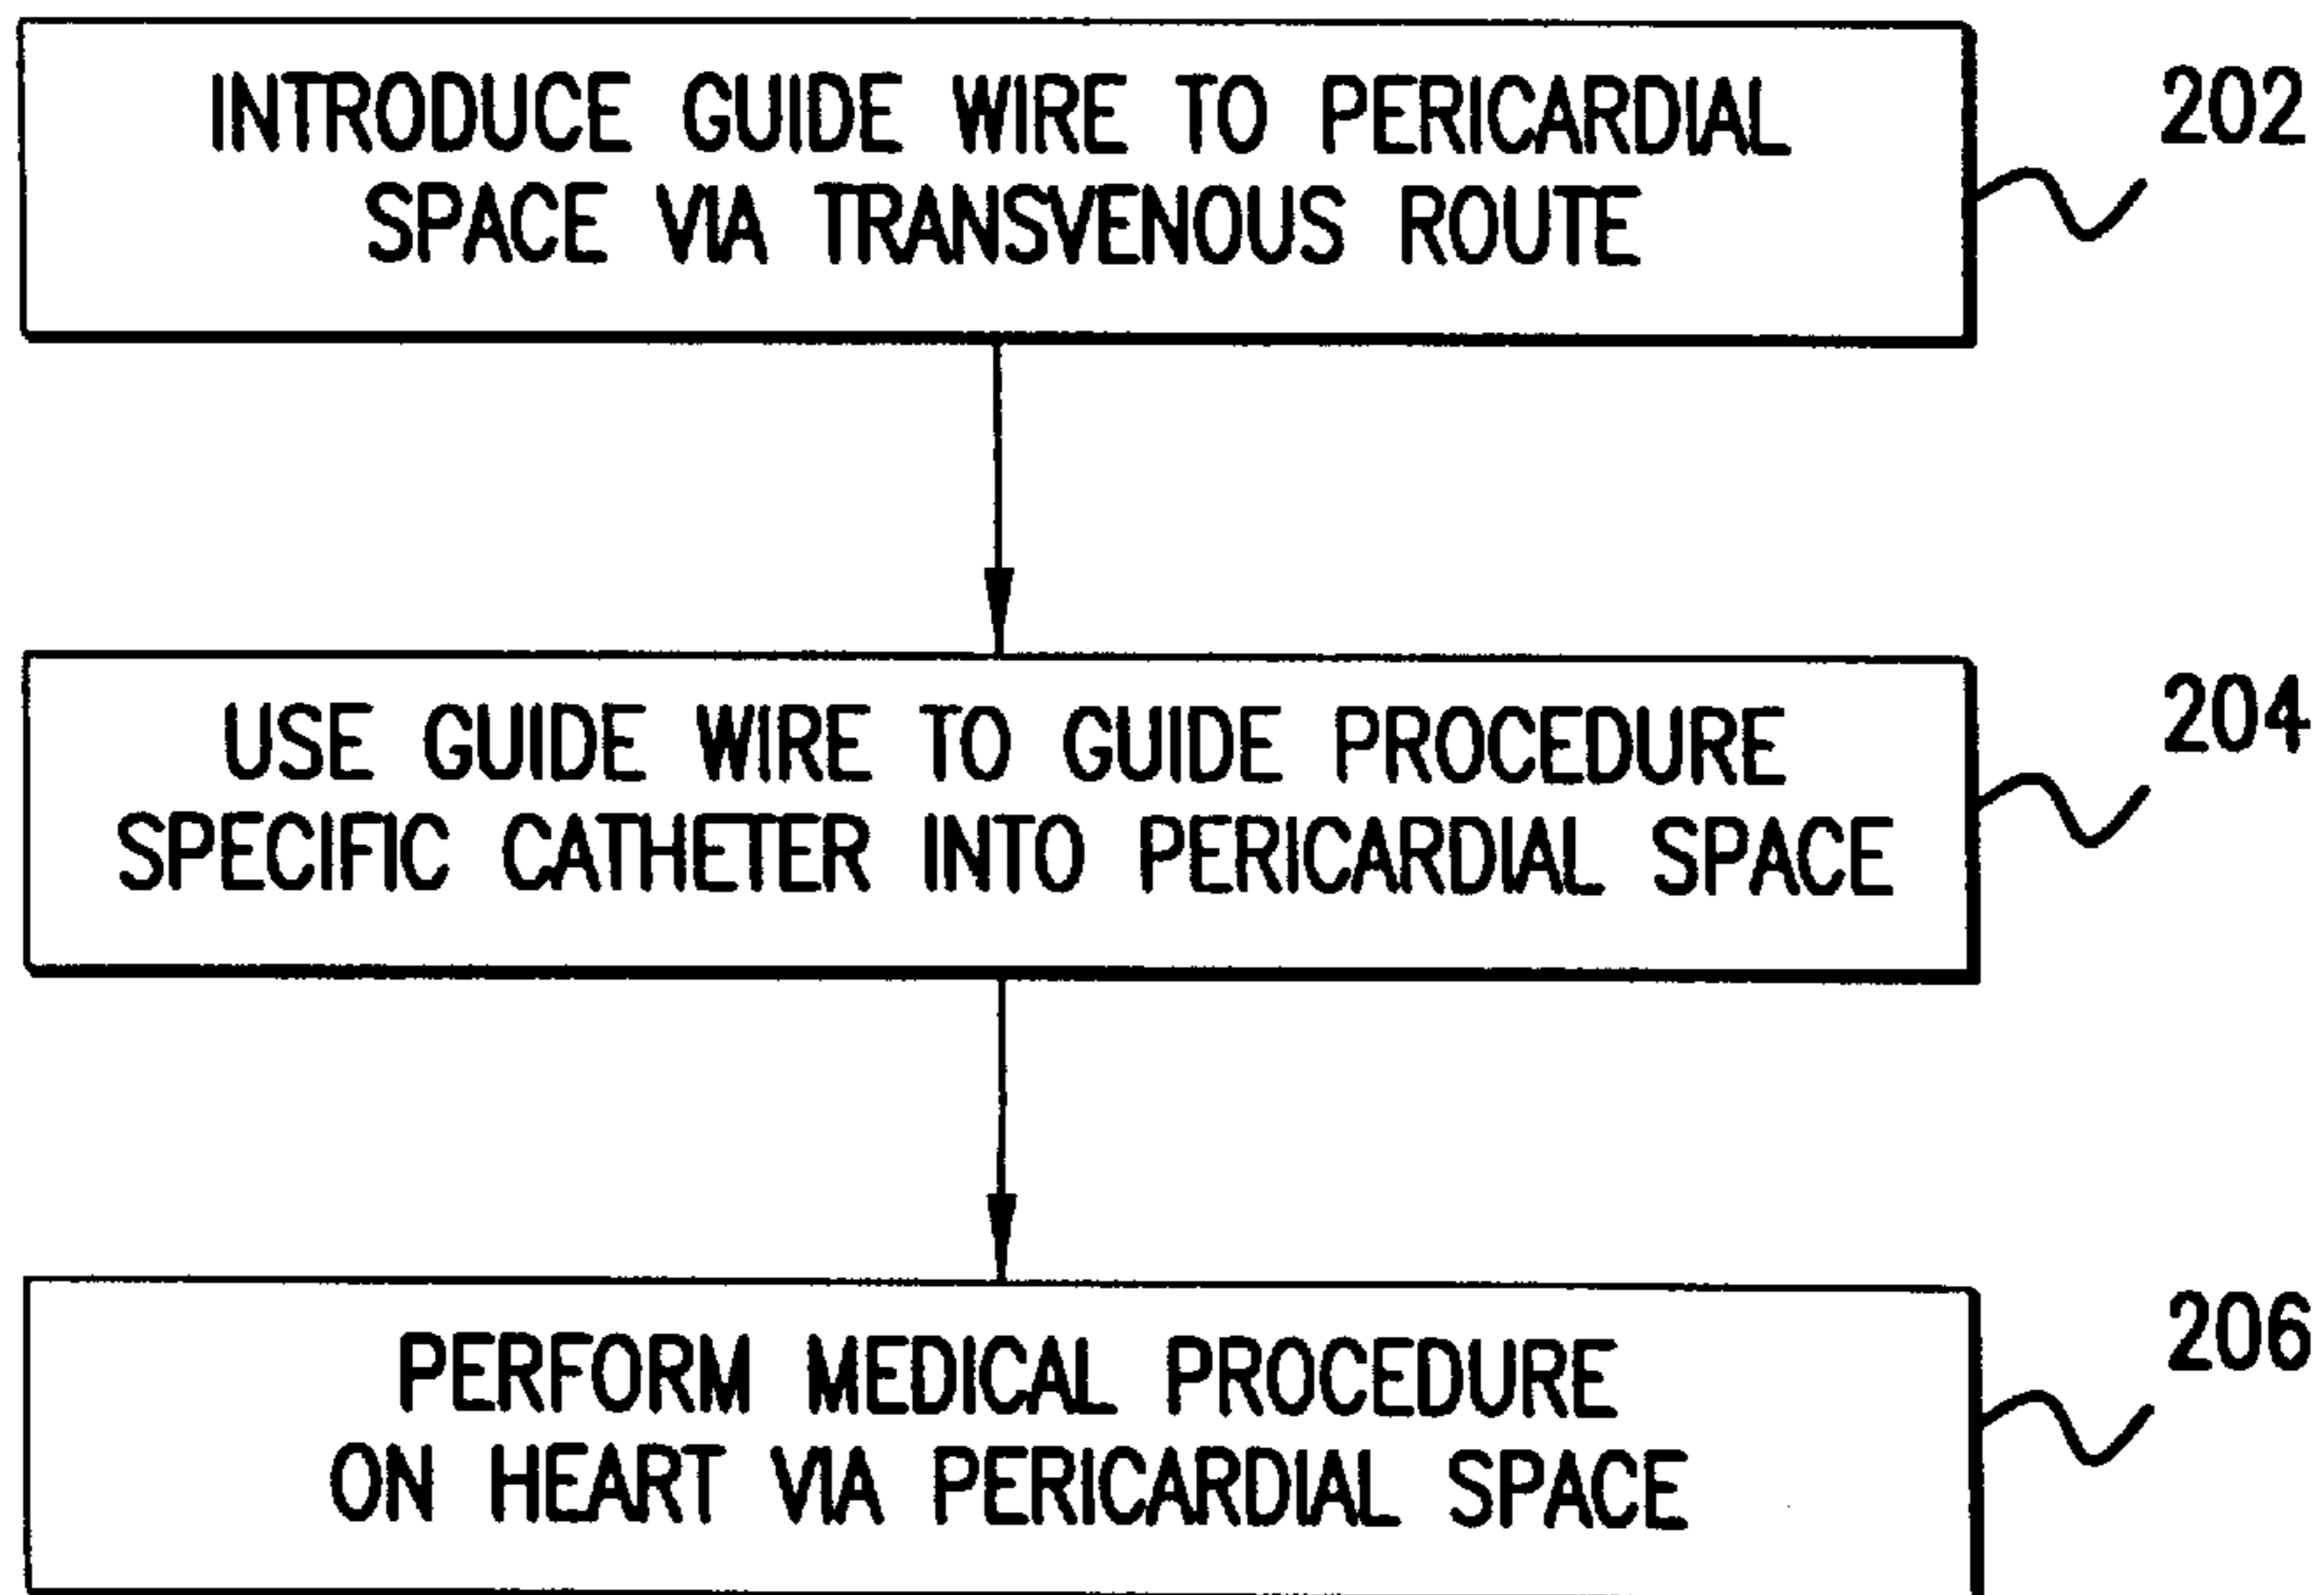 INTRODUCE GUIDE WIRE TO PERICARDIAL
SPACE VIA TRANSVENOUS ROUTE
202
USE GUIDE WIRE TO GUIDE PROCEDURE
SPECIFIC CATHETER INTO PERICARDIAL SPACE
204
PERFORM MEDICAL PROCEDURE
ON HEART VIA PERICARDIAL SPACE
206